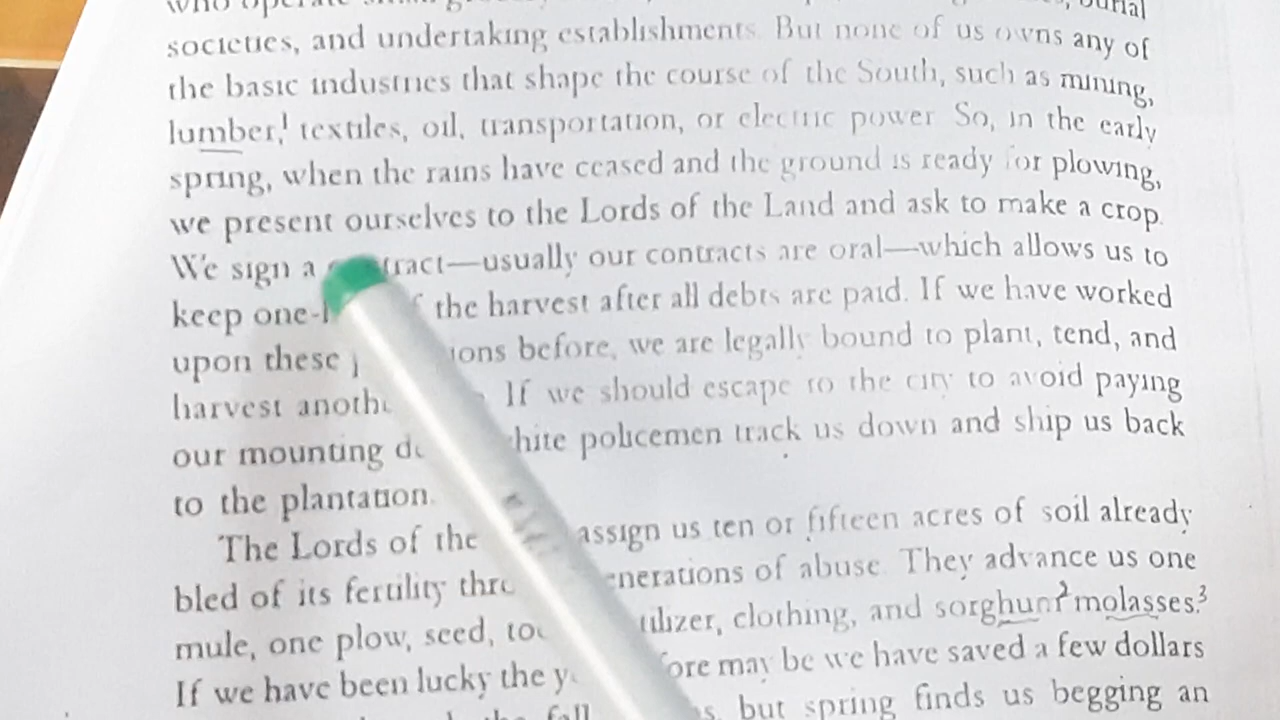 who operate small
societies, and undertaking establishments. But none of us owns any of
the basic industries that shape the course of the South, such as mining,
lumber,¹ textiles, oil, transportation, or electric power. So, in the early
spring, when the rains have ceased and the ground is ready for plowing,
we present ourselves to the Lords of the Land and ask to make a crop.
We sign a tract—usually our contracts are oral—which allows us to
keep one- the harvest after all debts are paid. If we have worked
upon these before, we are legally bound to plant, tend, and
harvest If we should escape to the city to avoid paying
our mounting policemen track us down and ship us back
to the plantation.
The Lords of the assign us ten or fifteen acres of soil already
bled of its fertility enerations of abuse. They advance us one
mule, one plow, seed, clothing, and sorghum² molasses.³
If we have been lucky the may be we have saved a few dollars
the fall but spring finds us begging an